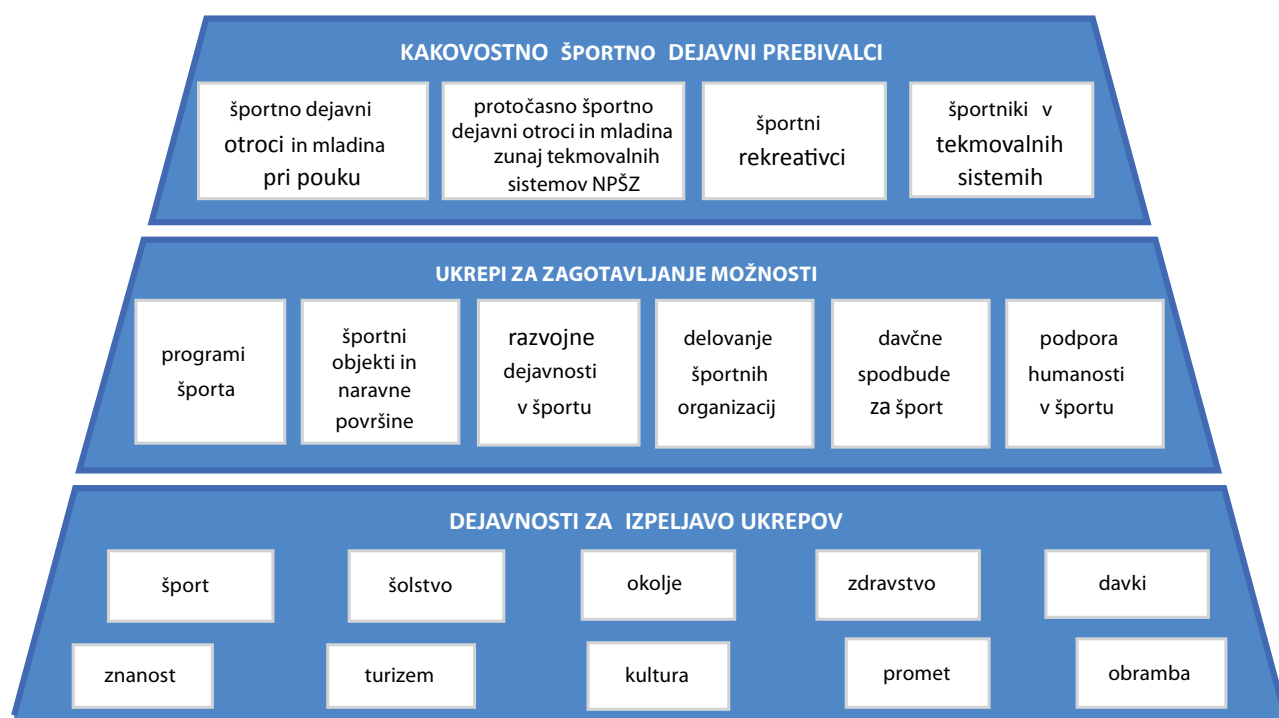 KAKOVOSTNO ŠPORTNO DEJAVNI PREBIVALCI
športno dejavni
otroci in mladina
pri pouku
protočasno športno
dejavni otroci in mladina
zunaj tekmovalnih
sistemov NPŠZ
športni
rekreativci
športniki v
tekmovalnih
sistemih
UKREPI ZA ZAGOTAVLJANJE MOŽNOSTI
programi
športa
športni
objekti in
naravne
površine
razvojne
dejavnosti
v športu
delovanje
športnih
organizacij
davčne
spodbude
za šport
podpora
humanosti
v športu
DEJAVNOSTI ZA IZPELJAVO UKREPOV
šport
šolstvo
okolje
zdravstvo
davki
znanost
turizem
kultura
promet
obramba